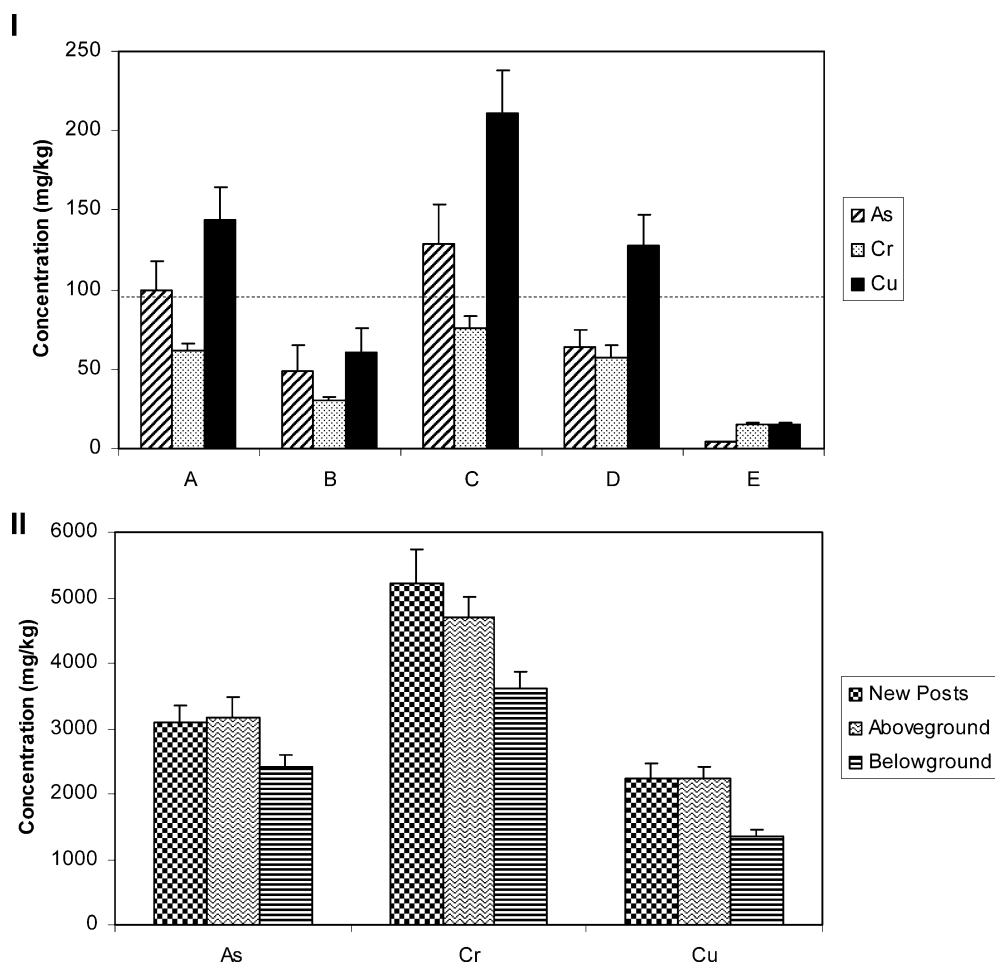 I
Concentration (mg/kg)
250
200
150
100
50
0
A B C D E
As
Cr
Cu
II
Concentration (mg/kg)
6000
5000
4000
3000
2000
1000
0
As Cr Cu
New Posts
Aboveground
Belowground